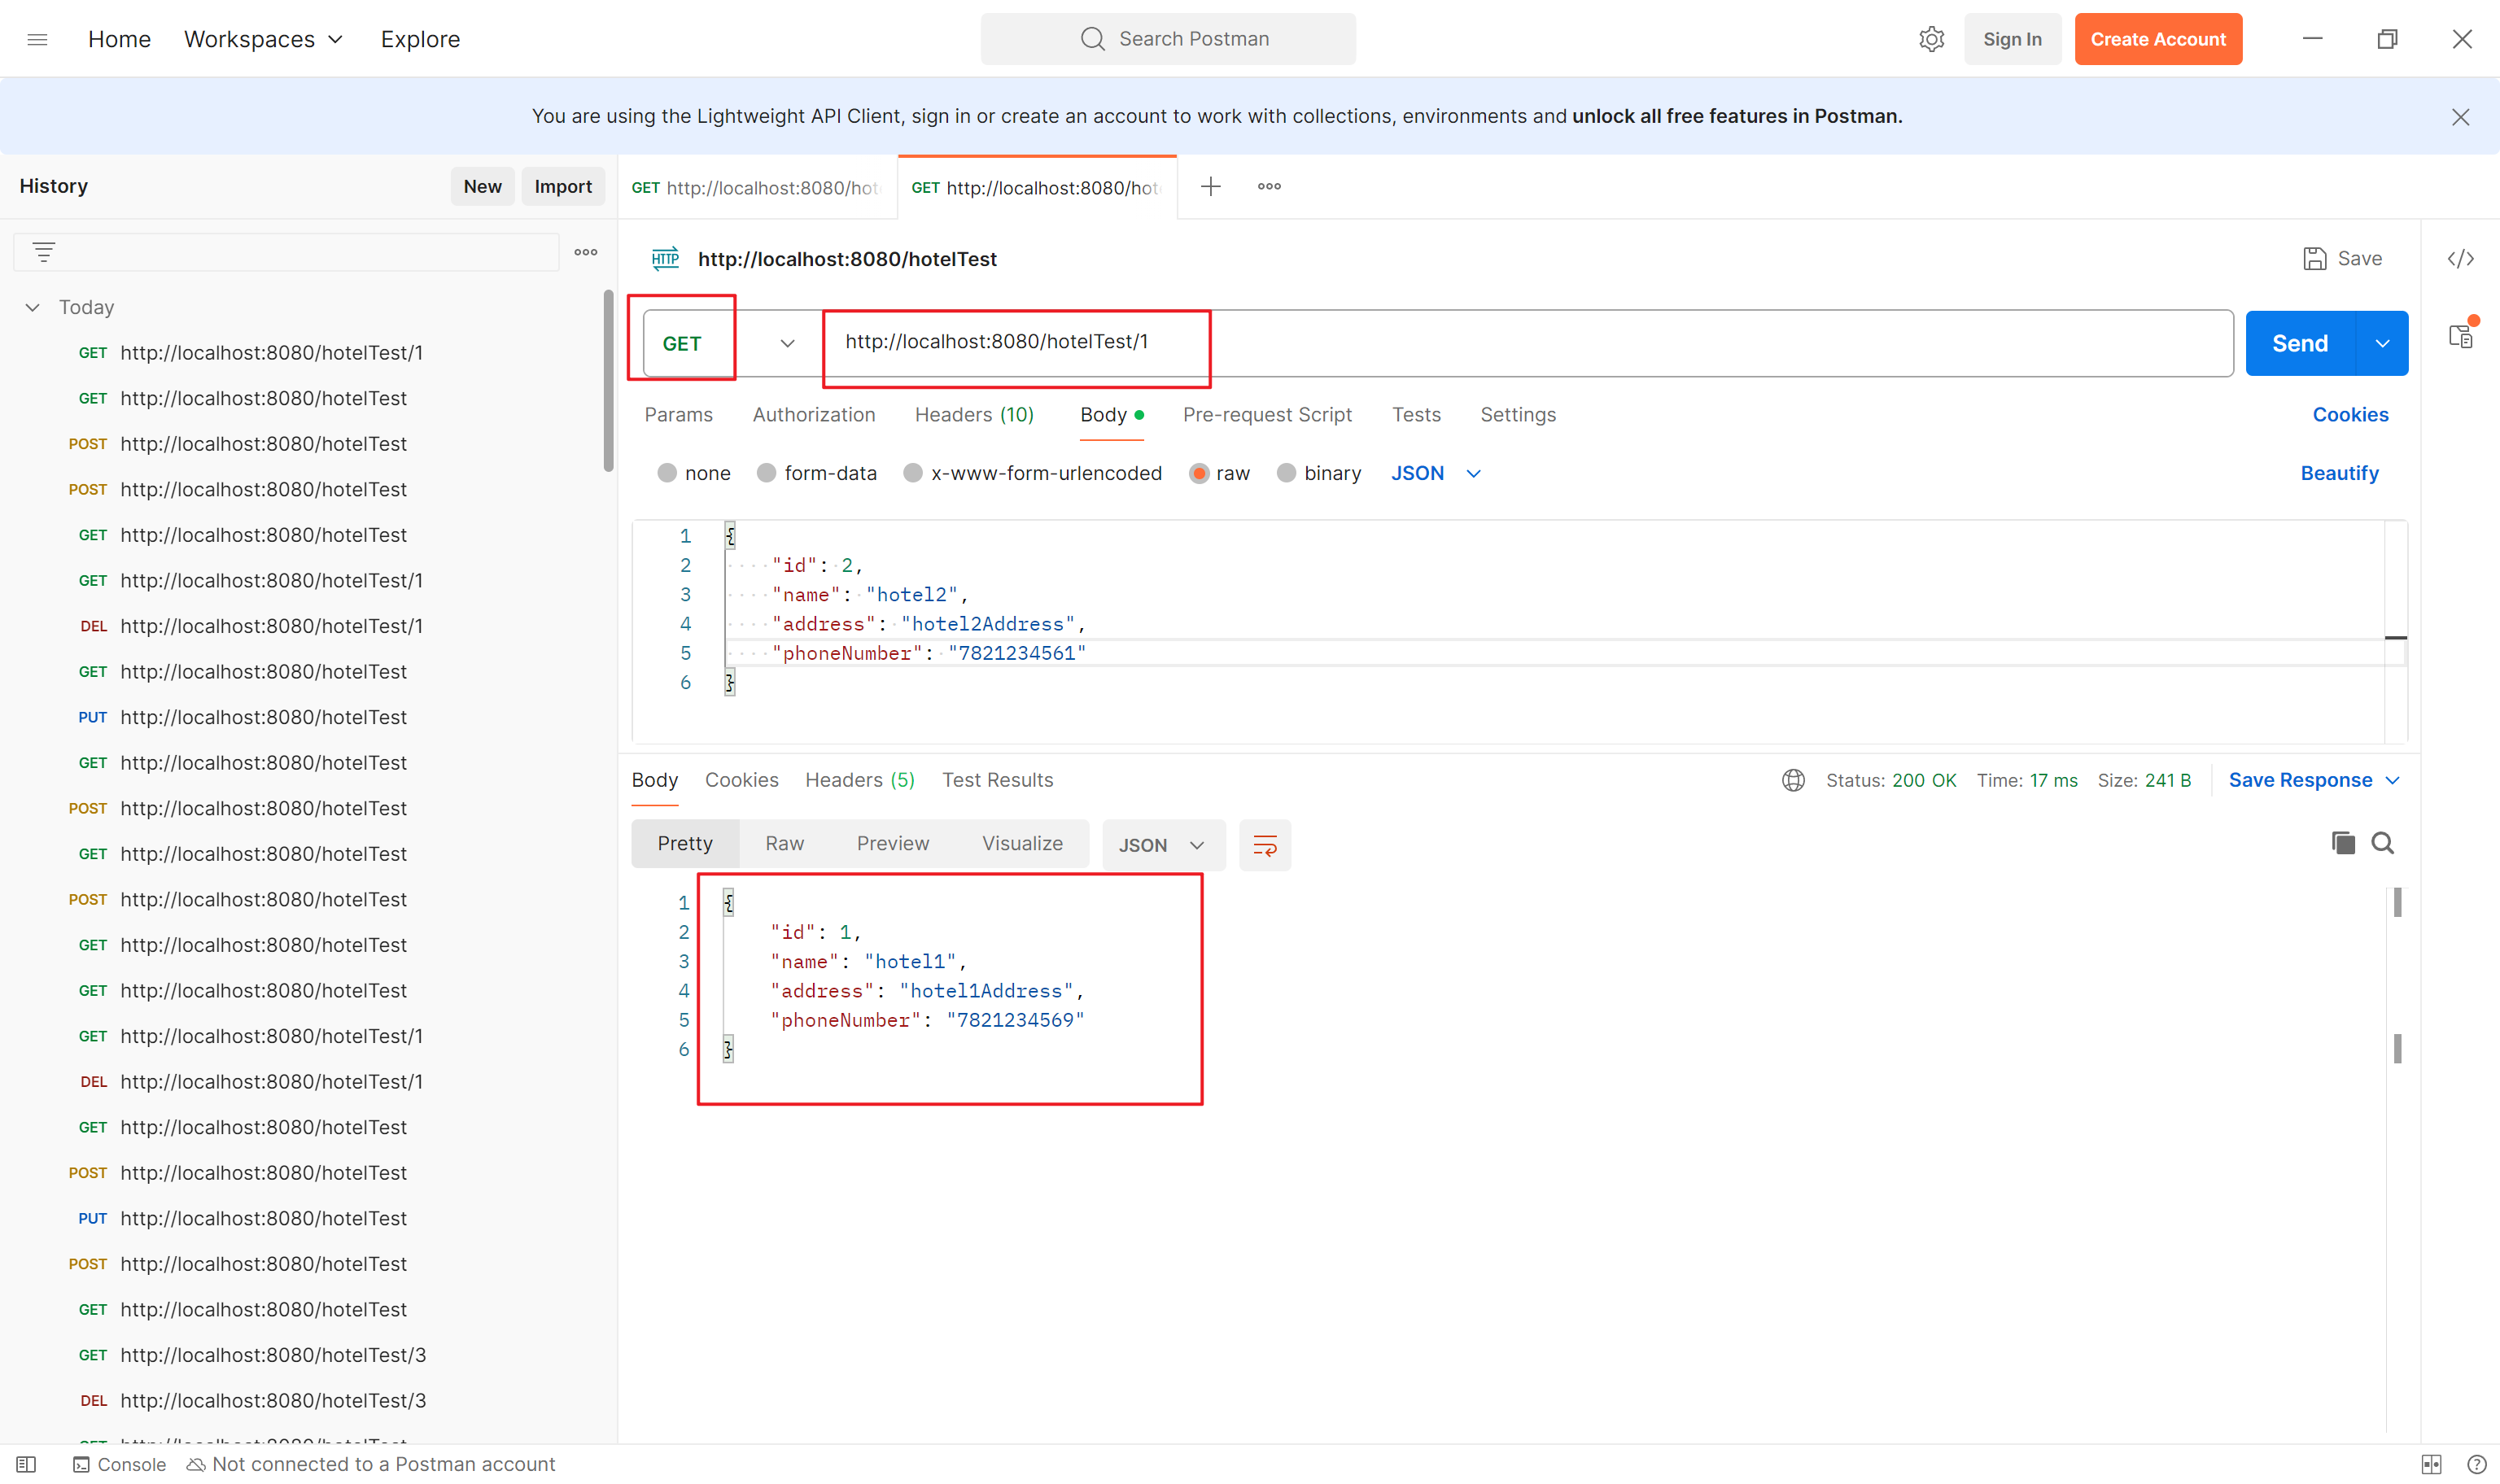 Home Workspaces Explore Search Postman Sign In Create Account
You are using the Lightweight API Client, sign in or create an account to work with collections, environments and unlock all free features in Postman.
History New Import
GET http://localhost:8080/hot GET http://localhost:8080/hot
HTTP http://localhost:8080/hotelTest Save
Today
GET http://localhost:8080/hotelTest/1
GET http://localhost:8080/hotelTest
POST http://localhost:8080/hotelTest
POST http://localhost:8080/hotelTest
GET http://localhost:8080/hotelTest
GET http://localhost:8080/hotelTest/1
DEL http://localhost:8080/hotelTest/1
GET http://localhost:8080/hotelTest
PUT http://localhost:8080/hotelTest
GET http://localhost:8080/hotelTest
POST http://localhost:8080/hotelTest
GET http://localhost:8080/hotelTest
POST http://localhost:8080/hotelTest
GET http://localhost:8080/hotelTest
GET http://localhost:8080/hotelTest
GET http://localhost:8080/hotelTest/1
DEL http://localhost:8080/hotelTest/1
GET http://localhost:8080/hotelTest
POST http://localhost:8080/hotelTest
PUT http://localhost:8080/hotelTest
POST http://localhost:8080/hotelTest
GET http://localhost:8080/hotelTest
GET http://localhost:8080/hotelTest/3
DEL http://localhost:8080/hotelTest/3
GET http://localhost:8080/hotelTest/1 Send
Params Authorization Headers (10) Body Pre-request Script Tests Settings Cookies
none form-data x-www-form-urlencoded raw binary JSON Beautify
1 {
2 "id": 2,
3 "name": "hotel2",
4 "address": "hotel2Address",
5 "phoneNumber": "7821234561"
6 }
Body Cookies Headers (5) Test Results Status: 200 OK Time: 17 ms Size: 241 B Save Response
Pretty Raw Preview Visualize JSON
1 {
2 "id": 1,
3 "name": "hotel1",
4 "address": "hotel1Address",
5 "phoneNumber": "7821234569"
6 }
Console Not connected to a Postman account